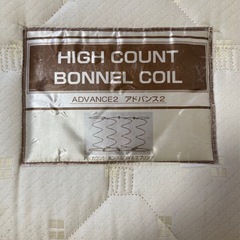 HIGH COUNT
BONNEL COIL
ADVANCE2 アドバンス2